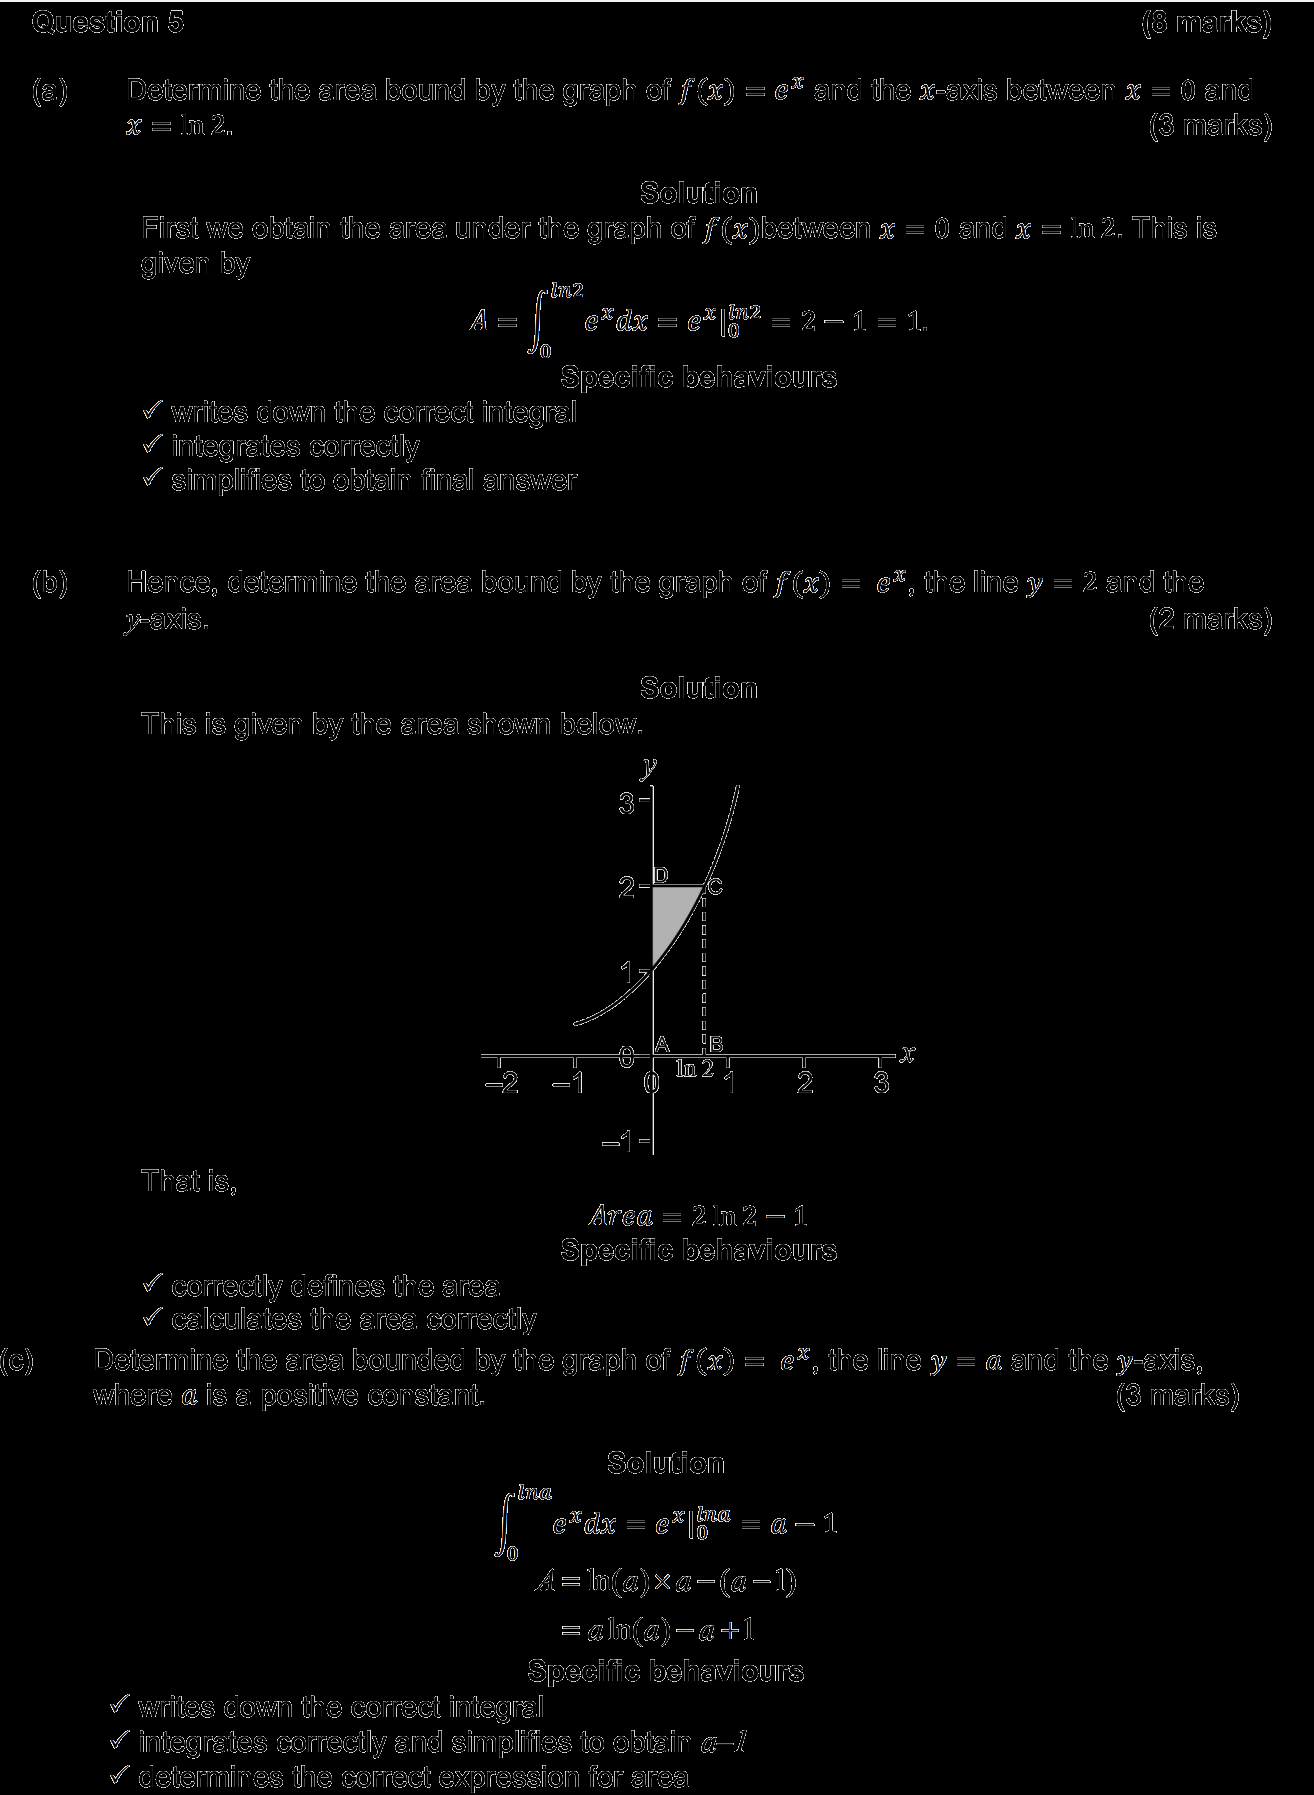 Question 5 (8 marks)
(a) Determine the area bound by the graph of f(x) = e^x and the x-axis between x = 0 and
x = ln 2. (3 marks)
Solution
First we obtain the area under the graph of f(x)between x = 0 and x = ln 2. This is
given by
A = ∫_0^{ln2} e^x dx = e^x|_0^{ln2} = 2 − 1 = 1.
Specific behaviours
✓ writes down the correct integral
✓ integrates correctly
✓ simplifies to obtain final answer
(b) Hence, determine the area bound by the graph of f(x) = e^x, the line y = 2 and the
y-axis. (2 marks)
Solution
This is given by the area shown below.
y
3
D
2 C
1
A B
0 x
ln 2
−2 −1 0 1 2 3
−1
That is,
Area = 2 ln 2 − 1
Specific behaviours
✓ correctly defines the area
✓ calculates the area correctly
(c) Determine the area bounded by the graph of f(x) = e^x, the line y = a and the y-axis,
where a is a positive constant. (3 marks)
Solution
∫_0^{lna} e^x dx = e^x|_0^{lna} = a − 1
A = ln(a) × a − (a − 1)
= a ln(a) − a + 1
Specific behaviours
✓ writes down the correct integral
✓ integrates correctly and simplifies to obtain a–1
✓ determines the correct expression for area